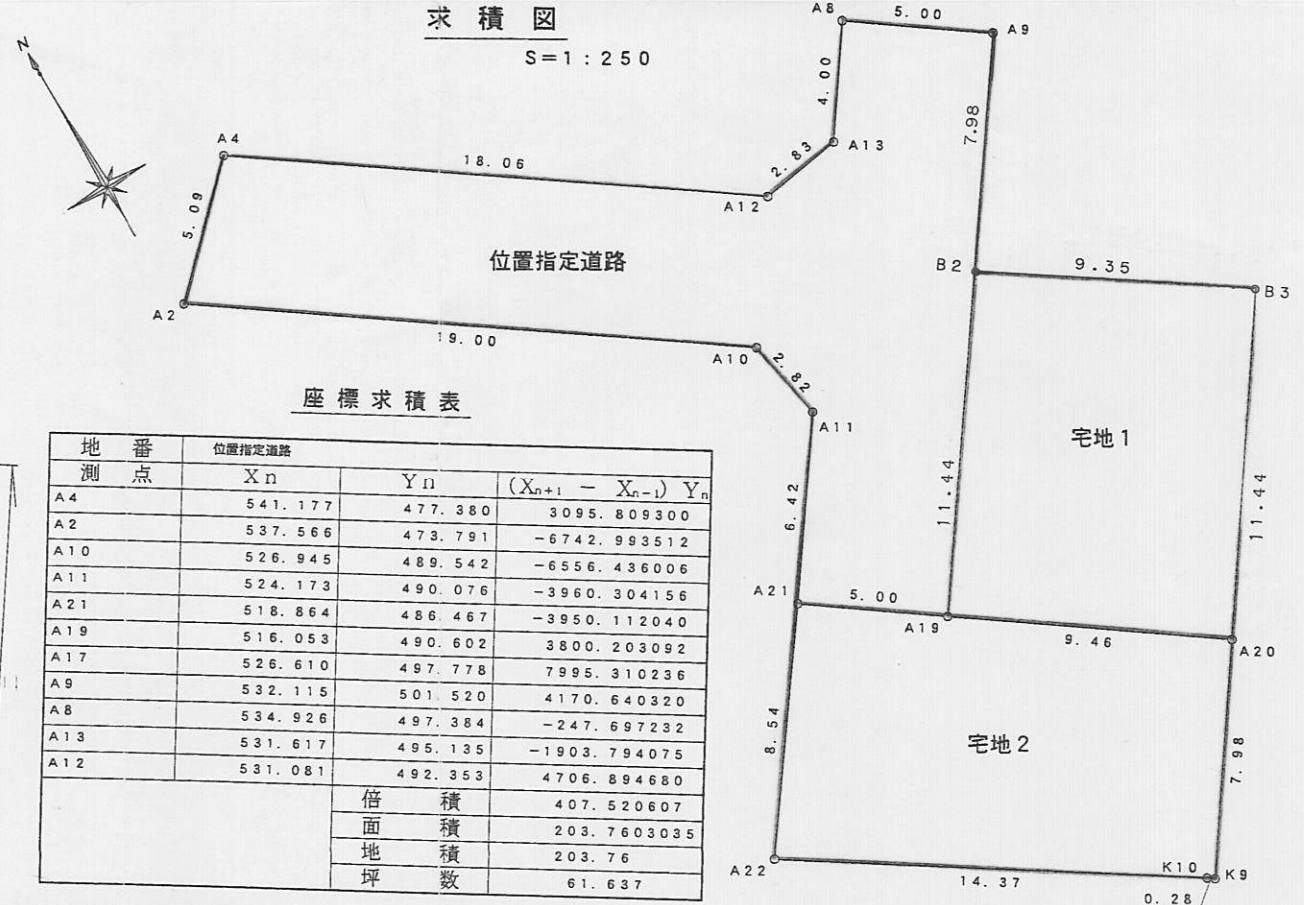 求積図
S=1:250
N
A8
5.00
A9
4.00
7.98
A13
A4
18.06
2.83
A12
5.09
位置指定道路
B2
9.35
B3
A2
19.00
A10
2.82
A11
宅地1
11.44
11.44
6.42
座標求積表
地番 位置指定道路
測点 Xn Yn (Xn+1 - Xn-1) Yn
A4 541.177 477.380 3095.809300
A2 537.566 473.791 -6742.993512
A10 526.945 489.542 -6556.436006
A11 524.173 490.076 -3960.304156
A21 518.864 486.467 -3950.112040
A19 516.053 490.602 3800.203092
A17 526.610 497.778 7995.310236
A9 532.115 501.520 4170.640320
A8 534.926 497.384 -247.697232
A13 531.617 495.135 -1903.794075
A12 531.081 492.353 4706.894680
倍積 407.520607
面積 203.7603035
地積 203.76
坪数 61.637
A21
5.00
A19
9.46
A20
8.54
宅地2
7.98
A22
14.37
K10
K9
0.28